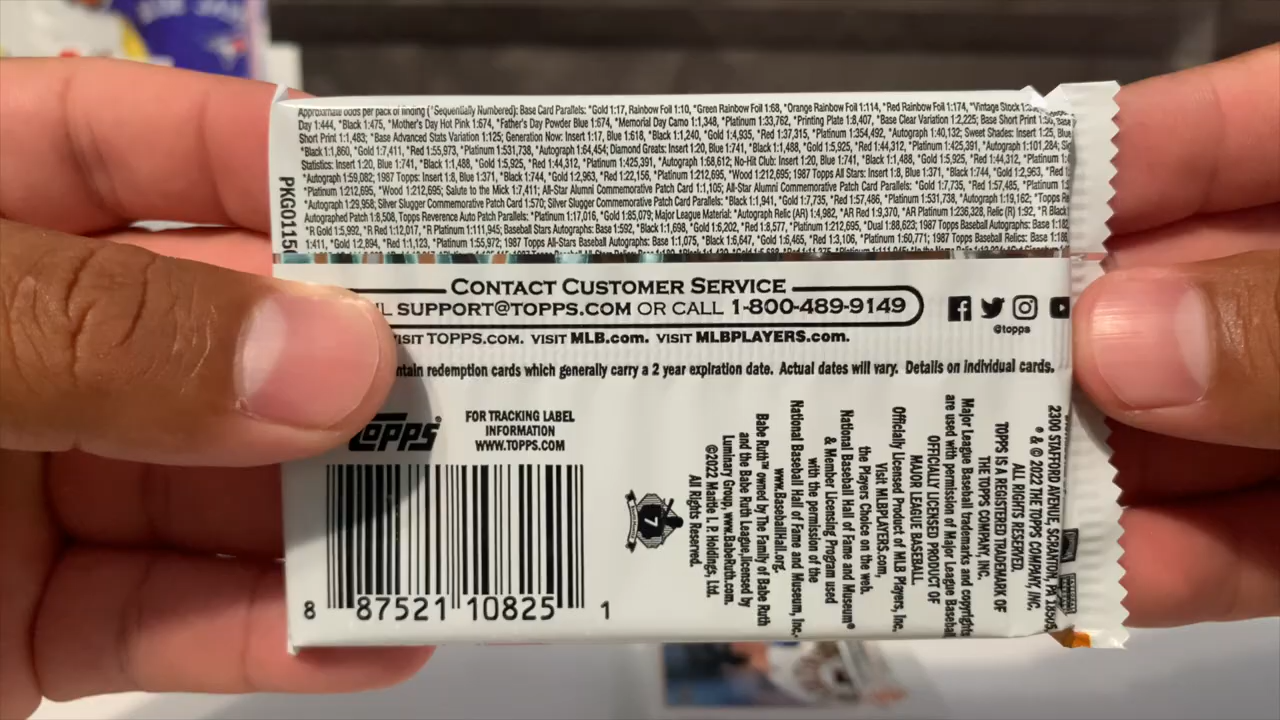 JIM JA
Approximate odds per pack of finding (*Sequentially Numbered): Base Card Parallels: *Gold 1:17, Rainbow Foil 1:10, *Green Rainbow Foil 1:68, *Orange Rainbow Foil 1:114, *Red Rainbow Foil 1:174, *Vintage Stock
Day 1:444, *Black 1:475, *Mother's Day Hot Pink 1:674, *Father's Day Powder Blue 1:674, *Memorial Day Camo 1:1,348, *Platinum 1:33,762, *Printing Plate 1:8,407, *Base Clear Variation 1:2,225; Base Short Print
Short Print 1:483; *Base Advanced Stats Variation 1:125; Generation Now: Insert 1:17, Blue 1:618, *Black 1:1,240, *Gold 1:4,935, *Red 1:37,315, *Platinum 1:354,492, *Autograph 1:40,132; Sweet Shades: Insert 1:25, Blue
*Black 1:1,860, *Gold 1:7,411, *Red 1:55,973, *Platinum 1:531,738, *Autograph 1:64,454; Diamond Greats: Insert 1:20, Blue 1:741, *Black 1:1,488, *Gold 1:5,925, *Red 1:44,312, *Platinum 1:425,391, *Autograph 1:101,284;
Statistics: Insert 1:20, Blue 1:741, *Black 1:1,488, *Gold 1:5,925, *Red 1:44,312, *Platinum 1:425,391, *Autograph 1:68,612; No-Hit Club: Insert 1:20, Blue 1:741, *Black 1:1,488, *Gold 1:5,925, *Red 1:44,312, *Platinum
*Autograph 1:59,082; 1987 Topps: Insert 1:8, Blue 1:371, *Black 1:744, *Gold 1:2,963, *Red 1:22,156, *Platinum 1:212,695, *Wood 1:212,695; 1987 Topps All Stars: Insert 1:8, Blue 1:371, *Black 1:744, *Gold 1:2,963, *Red
*Platinum 1:212,695, *Wood 1:212,695; Salute to the Mick 1:7,411; All-Star Alumni Commemorative Patch Card 1:1,105; All-Star Alumni Commemorative Patch Card Parallels: *Gold 1:7,735, *Red 1:57,485, *Platinum
*Autograph 1:29,958; Silver Slugger Commemorative Patch Card 1:570; Silver Slugger Commemorative Patch Card Parallels: *Black 1:1,941, *Gold 1:7,735, *Red 1:57,486, *Platinum 1:531,738, *Autograph 1:19,162; *Topps
Autographed Patch 1:8,508, Topps Reverence Auto Patch Parallels: *Platinum 1:17,016, *Gold 1:85,079; Major League Material: *Autograph Relic (AR) 1:4,982, *AR Red 1:9,370, *AR Platinum 1:236,328, Relic (R) 1:92, *R
*R Gold 1:5,992, *R Red 1:12,017, *R Platinum 1:111,945; Baseball Stars Autographs: Base 1:592, *Black 1:1,698, *Gold 1:6,202, *Red 1:8,577, *Platinum 1:212,695, *Dual 1:88,623; 1987 Topps Baseball Autographs: Base
1:411, *Gold 1:2,894, *Red 1:1,123, *Platinum 1:55,972; 1987 Topps All-Stars Baseball Autographs: Base 1:1,075, *Black 1:6,647, *Gold 1:6,465, *Red 1:3,106, *Platinum 1:60,771; 1987 Topps Baseball Relics: Base
PKG0115
CONTACT CUSTOMER SERVICE
L SUPPORT@TOPPS.COM OR CALL 1-800-489-9149
ISIT TOPPS.COM. VISIT MLB.com. VISIT MLBPLAYERS.com.
@topps
ntain redemption cards which generally carry a 2 year expiration date. Actual dates will vary. Details on individual cards.
TOPPS®
FOR TRACKING LABEL
INFORMATION
WWW.TOPPS.COM
8 87521 10825 1
7
2300 STAFFORD AVENUE, SCRANTON, PA 18505
® & © 2022 THE TOPPS COMPANY, INC.
ALL RIGHTS RESERVED.
TOPPS IS A REGISTERED TRADEMARK OF
THE TOPPS COMPANY, INC.
Major League Baseball trademarks and copyrights
are used with permission of Major League Baseball
OFFICIALLY LICENSED PRODUCT OF
MAJOR LEAGUE BASEBALL.
Officially Licensed Product of MLB Players, Inc.
Visit MLBPLAYERS.com,
the Players Choice on the web.
National Baseball Hall of Fame and Museum®
& Member Licensing Program used
with the permission of the
National Baseball Hall of Fame and Museum, Inc.
www.BaseballHall.org.
Babe Ruth™ owned by The Family of Babe Ruth
and the Babe Ruth League, licensed by
Luminary Group, www.BabeRuth.com.
©2022 Mantle I. P. Holdings, Ltd.
All Rights Reserved.